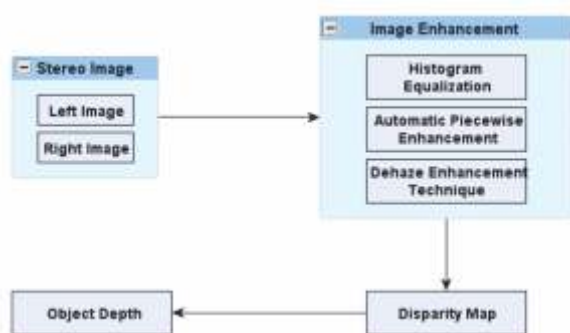 Stereo Image
Left Image
Right Image
Image Enhancement
Histogram
Equalization
Automatic Piecewise
Enhancement
Dehaze Enhancement
Technique
Object Depth
Disparity Map